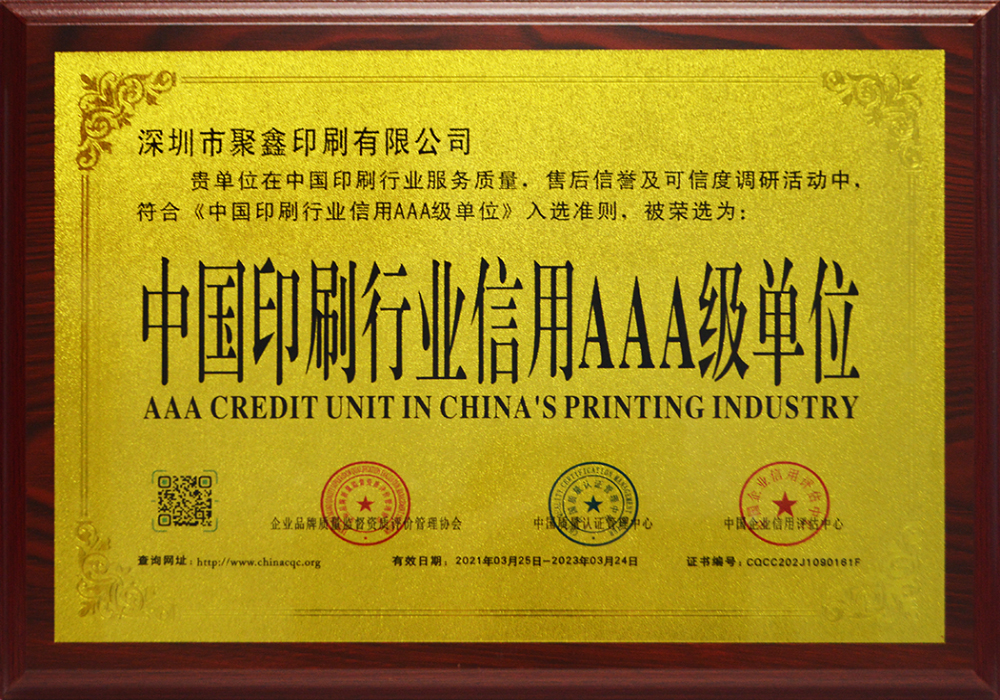 深圳市聚鑫印刷有限公司
贵单位在中国印刷行业服务质量，售后信誉及可信度调研活动中，
符合《中国印刷行业信用AAA级单位》入选准则，被荣选为：
中国印刷行业信用AAA级单位
AAA CREDIT UNIT IN CHINA'S PRINTING INDUSTRY
企业品牌质量监督资质评价管理协会
中国质量认证管理中心
中国企业信用评估中心
查询网址：http://www.chinacqc.org
有效日期：2021年03月25日-2023年03月24日
证书编号：CQCC202J1090161F